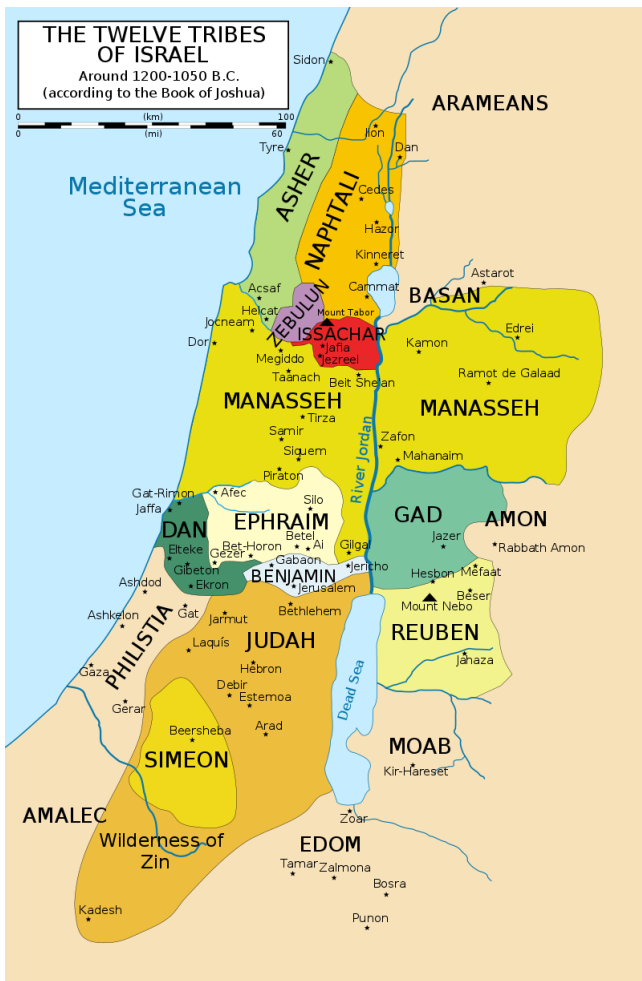 THE TWELVE TRIBES
OF ISRAEL
Around 1200-1050 B.C.
(according to the Book of Joshua)
0 (km) 100
0 (mi) 60
Sidon
ARAMEANS
Ijon
Tyre
Dan
ASHER
Mediterranean
Sea
Cedes
NAPHTALI
Hazor
Kinneret
Astarot
Acsaf
Cammat
BASAN
ZEBULUN
Helcat
Mount Tabor
Jocneam
Edrei
ISSACHAR
Dor
Jafia
Kamon
Megiddo
Jezreel
Taanach
Beit Shean
Ramot de Galaad
MANASSEH
MANASSEH
Tirza
River Jordan
Samir
Zafon
Siquem
Mahanaim
Piraton
Gat-Rimon
Afec
Jaffa
Silo
GAD
AMON
DAN
EPHRAIM
Betel
Jazer
Elteke
Bet-Horon
Ai
Gilgal
Rabbath Amon
Gezer
Gabaon
Jericho
Mefaat
Gibeton
BENJAMIN
Hesbon
Ekron
Jerusalem
Beser
Ashdod
Mount Nebo
Bethlehem
Gat
Jarmut
Ashkelon
PHILISTIA
JUDAH
REUBEN
Laquís
Jahaza
Hebron
Gaza
Dead Sea
Debir
Estemoa
Gerar
Beersheba
Arad
MOAB
SIMEON
Kir-Hareset
AMALEC
Zoar
Wilderness of
Zin
EDOM
Tamar
Zalmona
Bosra
Kadesh
Punon